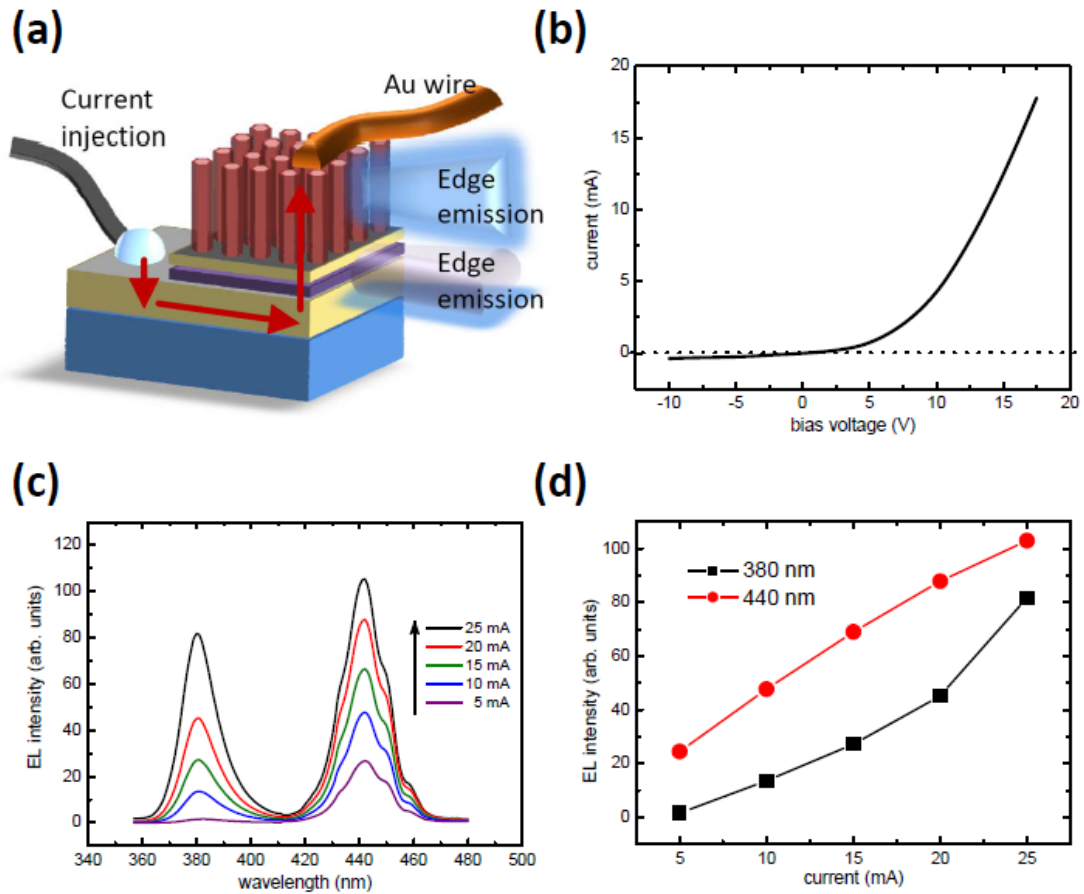 (a)
Current
injection
Au wire
Edge
emission
Edge
emission
(b)
20
15
10
5
0
current (mA)
-10 -5 0 5 10 15 20
bias voltage (V)
(c)
120
100
80
60
40
20
0
EL intensity (arb. units)
25 mA
20 mA
15 mA
10 mA
5 mA
340 360 380 400 420 440 460 480 500
wavelength (nm)
(d)
100
80
60
40
20
0
EL intensity (arb. units)
380 nm
440 nm
5 10 15 20 25
current (mA)